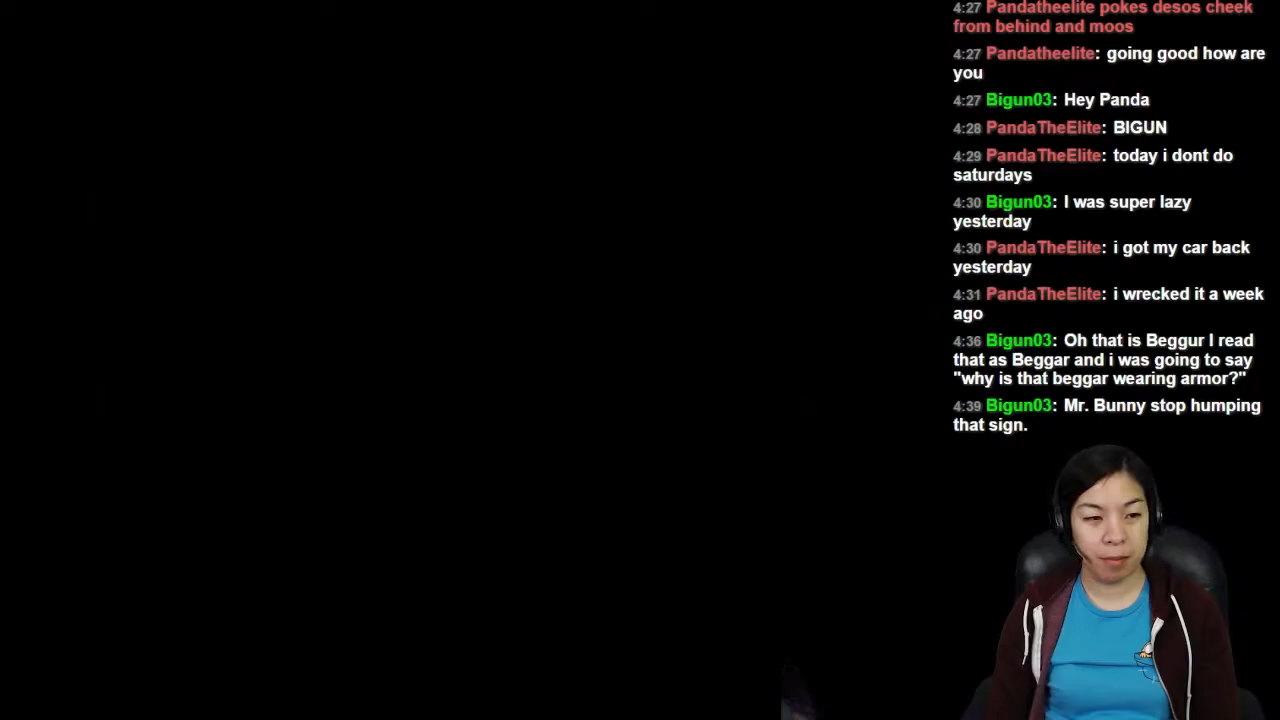 4:27 Pandatheelite pokes desos cheek
from behind and moos
4:27 Pandatheelite: going good how are
you
4:27 Bigun03: Hey Panda
4:28 PandaTheElite: BIGUN
4:29 PandaTheElite: today i dont do
saturdays
4:30 Bigun03: I was super lazy
yesterday
4:30 PandaTheElite: i got my car back
yesterday
4:31 PandaTheElite: i wrecked it a week
ago
4:36 Bigun03: Oh that is Beggur I read
that as Beggar and i was going to say
"why is that beggar wearing armor?"
4:39 Bigun03: Mr. Bunny stop humping
that sign.